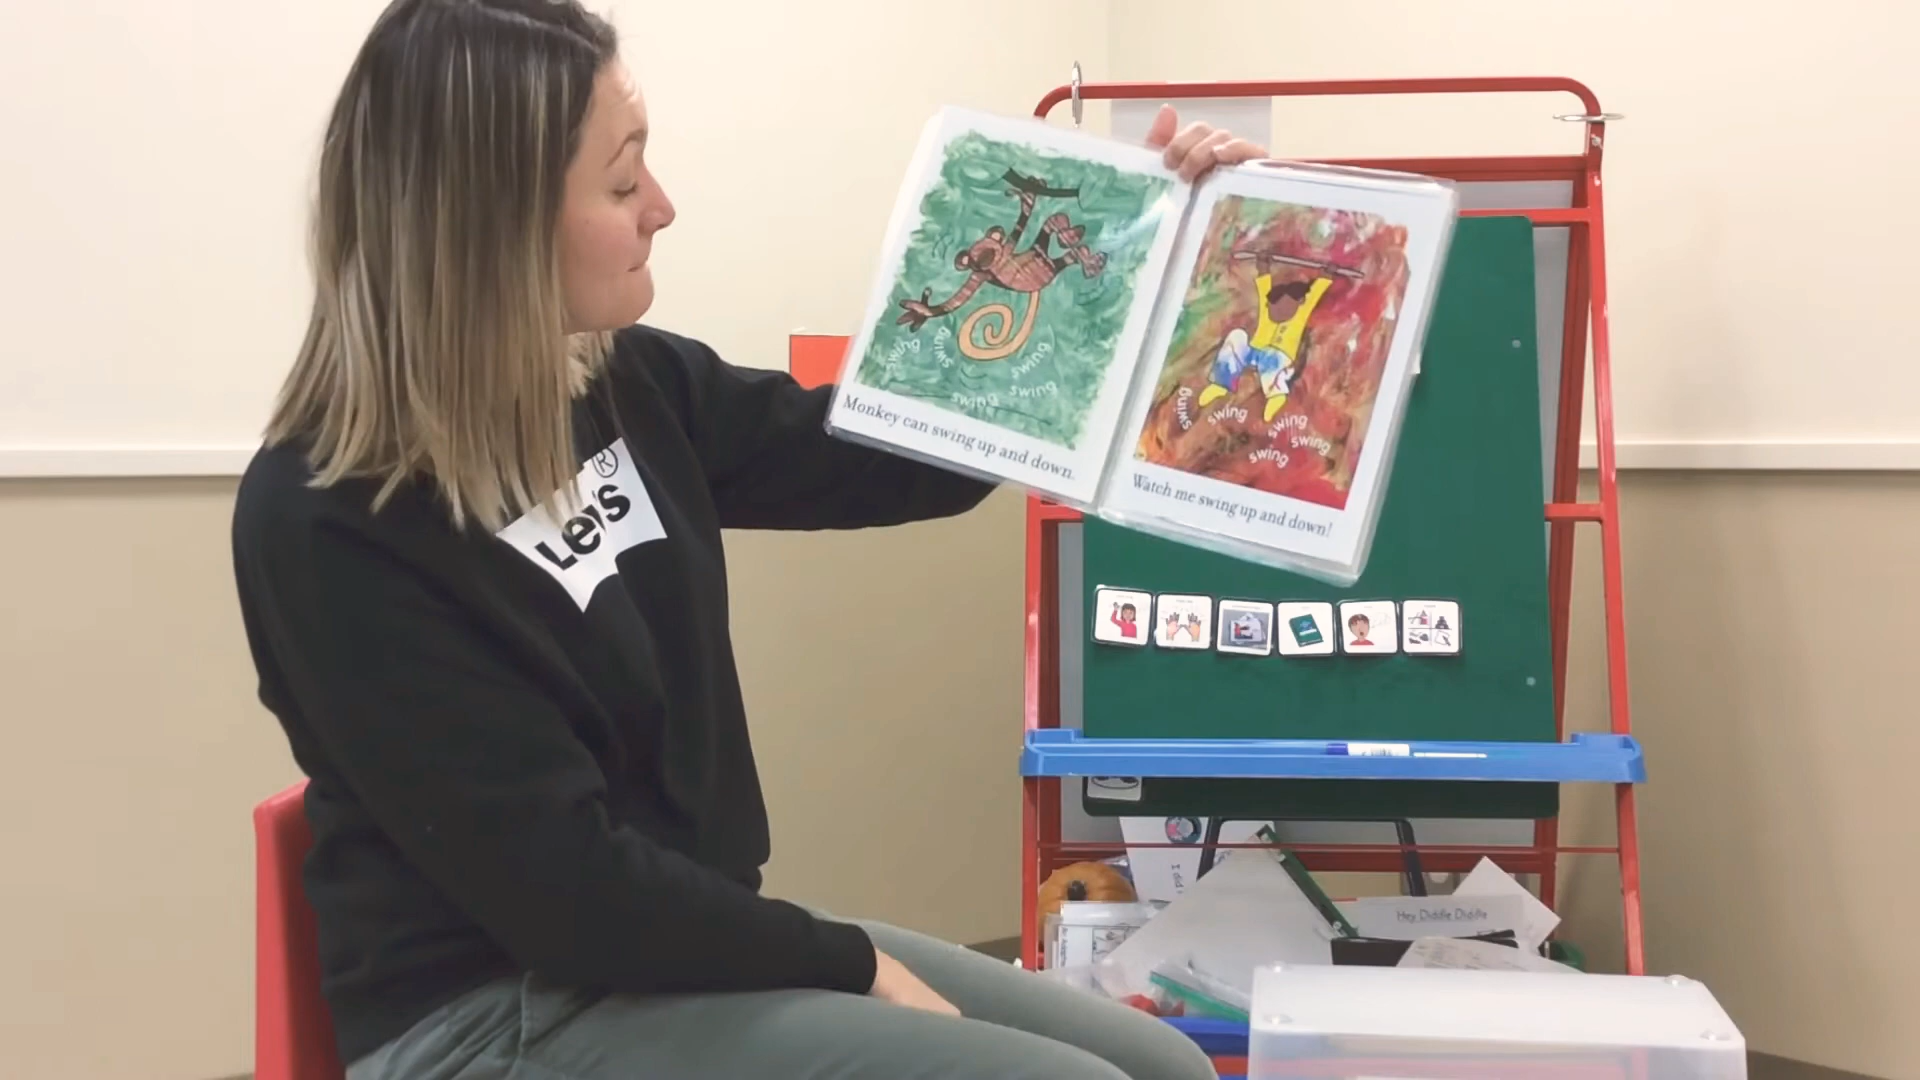 swing
swing
swing
swing
swing
Monkey can swing up and down.
swing
swing
swing
swing
swing
Watch me swing up and down!
Levi's
®
I did
Hey Diddle Diddle